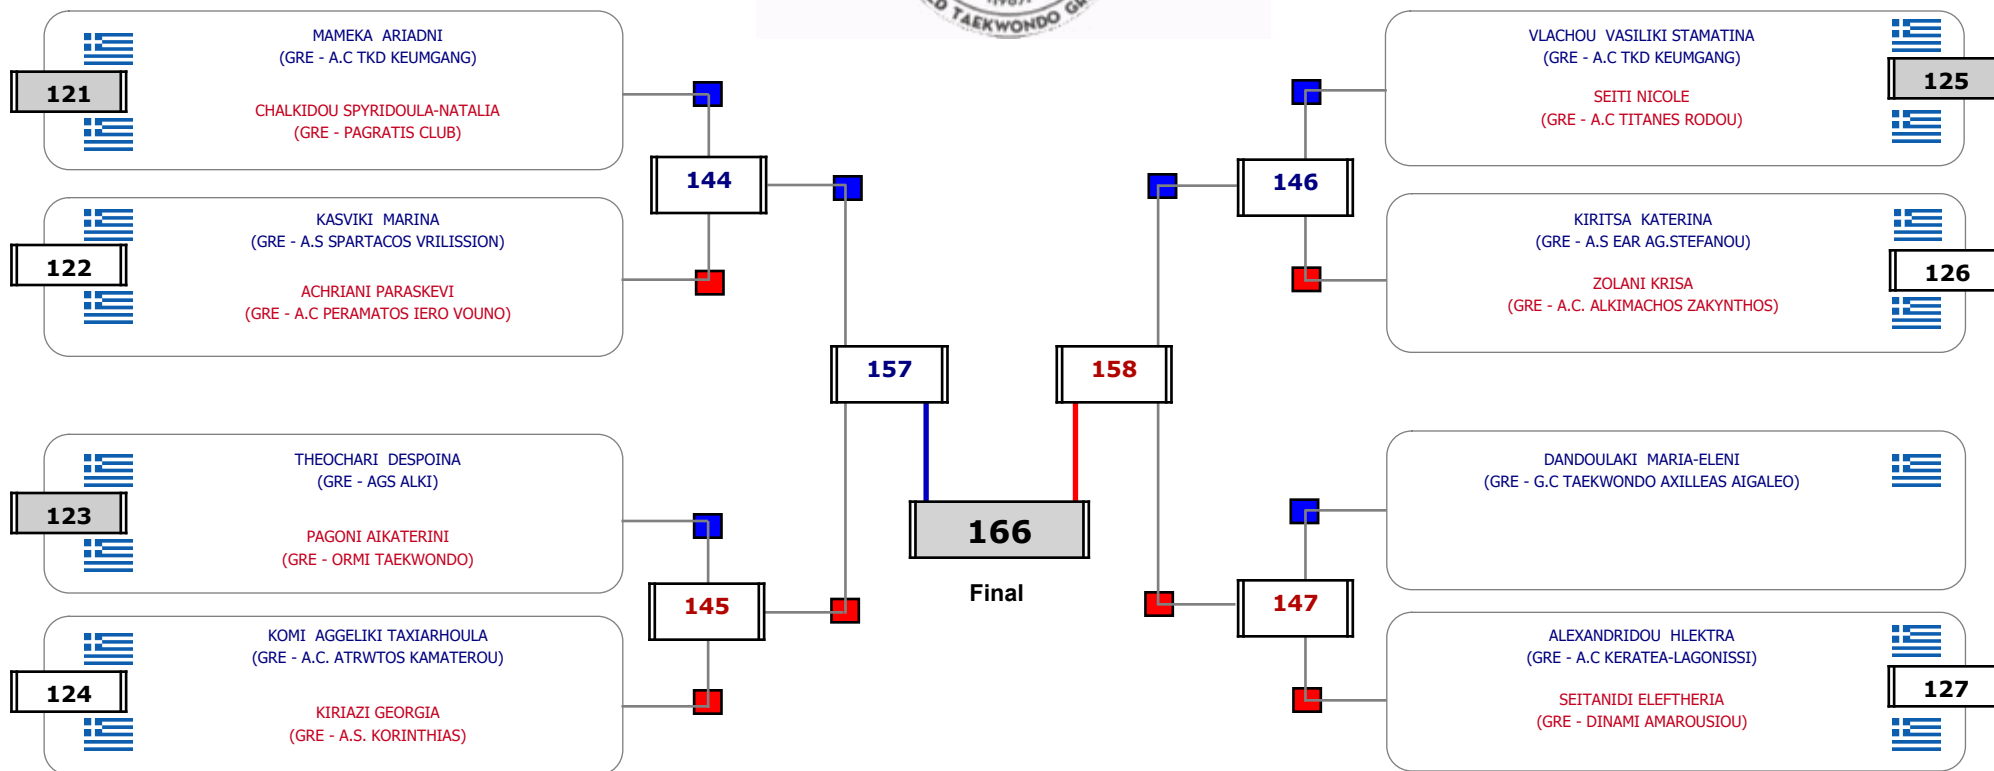 TAEKWONDO
MAMEKA ARIADNI
(GRE - A.C TKD KEUMGANG)
121
CHALKIDOU SPYRIDOULA-NATALIA
(GRE - PAGRATIS CLUB)
KASVIKI MARINA
(GRE - A.S SPARTACOS VRILISSION)
122
ACHRIANI PARASKEVI
(GRE - A.C PERAMATOS IERO VOUNO)
144
THEOCHARI DESPOINA
(GRE - AGS ALKI)
123
PAGONI AIKATERINI
(GRE - ORMI TAEKWONDO)
KOMI AGGELIKI TAXIARHOULA
(GRE - A.C. ATRWTOS KAMATEROU)
124
KIRIAZI GEORGIA
(GRE - A.S. KORINTHIAS)
145
157
158
166
Final
VLACHOU VASILIKI STAMATINA
(GRE - A.C TKD KEUMGANG)
125
SEITI NICOLE
(GRE - A.C TITANES RODOU)
146
KIRITSA KATERINA
(GRE - A.S EAR AG.STEFANOU)
126
ZOLANI KRISA
(GRE - A.C. ALKIMACHOS ZAKYNTHOS)
DANDOULAKI MARIA-ELENI
(GRE - G.C TAEKWONDO AXILLEAS AIGALEO)
147
ALEXANDRIDOU HLEKTRA
(GRE - A.C KERATEA-LAGONISSI)
127
SEITANIDI ELEFTHERIA
(GRE - DINAMI AMAROUSIOU)